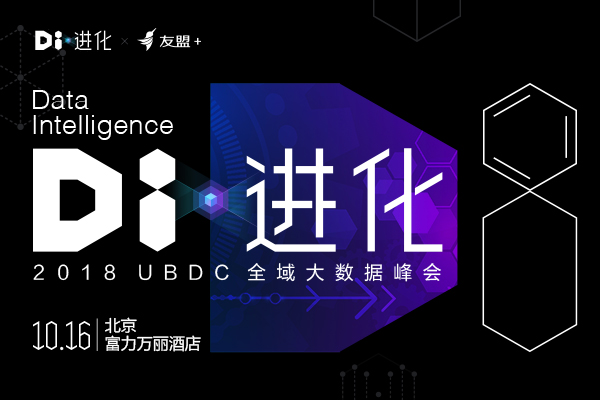 Di 进化 × 友盟+
Data
Intelligence
Di 进化
2018 UBDC 全域大数据峰会
10.16 北京
富力万丽酒店